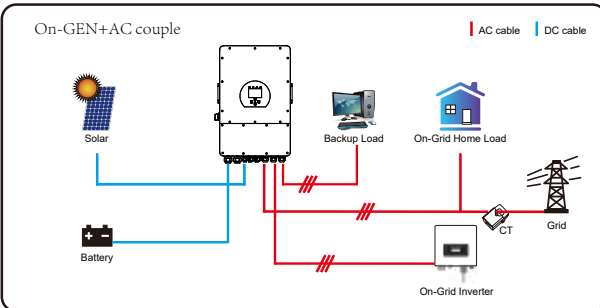 On-GEN+AC couple
AC cable
DC cable
Solar
Backup Load
On-Grid Home Load
CT
Grid
Battery
On-Grid Inverter